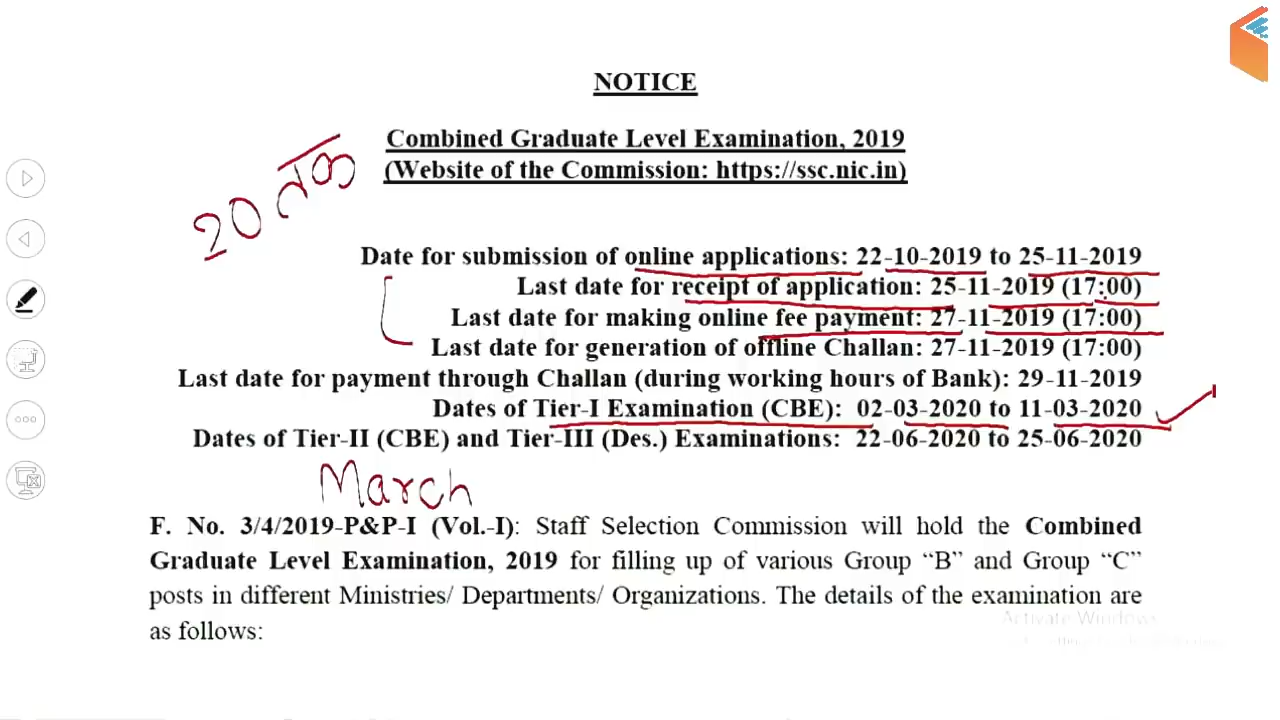 NOTICE
Combined Graduate Level Examination, 2019
(Website of the Commission: https://ssc.nic.in)
20 तक
Date for submission of online applications: 22-10-2019 to 25-11-2019
Last date for receipt of application: 25-11-2019 (17:00)
Last date for making online fee payment: 27-11-2019 (17:00)
Last date for generation of offline Challan: 27-11-2019 (17:00)
Last date for payment through Challan (during working hours of Bank): 29-11-2019
Dates of Tier-I Examination (CBE): 02-03-2020 to 11-03-2020
Dates of Tier-II (CBE) and Tier-III (Des.) Examinations: 22-06-2020 to 25-06-2020
March
F. No. 3/4/2019-P&P-I (Vol.-I): Staff Selection Commission will hold the Combined
Graduate Level Examination, 2019 for filling up of various Group “B” and Group “C”
posts in different Ministries/ Departments/ Organizations. The details of the examination are
as follows:
Activate Windows